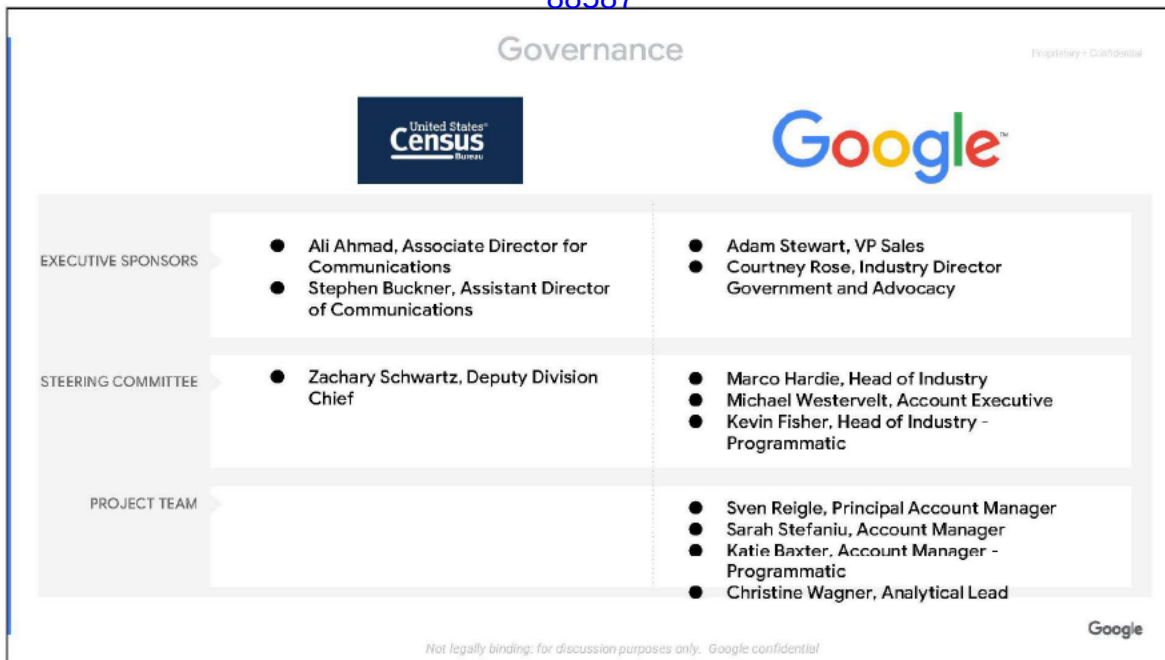 88587
Governance
Proprietary + Confidential
United States®
Census
Bureau
Google™
EXECUTIVE SPONSORS
● Ali Ahmad, Associate Director for
Communications
● Stephen Buckner, Assistant Director
of Communications
● Adam Stewart, VP Sales
● Courtney Rose, Industry Director
Government and Advocacy
STEERING COMMITTEE
● Zachary Schwartz, Deputy Division
Chief
● Marco Hardie, Head of Industry
● Michael Westervelt, Account Executive
● Kevin Fisher, Head of Industry -
Programmatic
PROJECT TEAM
● Sven Reigle, Principal Account Manager
● Sarah Stefaniu, Account Manager
● Katie Baxter, Account Manager -
Programmatic
● Christine Wagner, Analytical Lead
Google
Not legally binding: for discussion purposes only. Google confidential